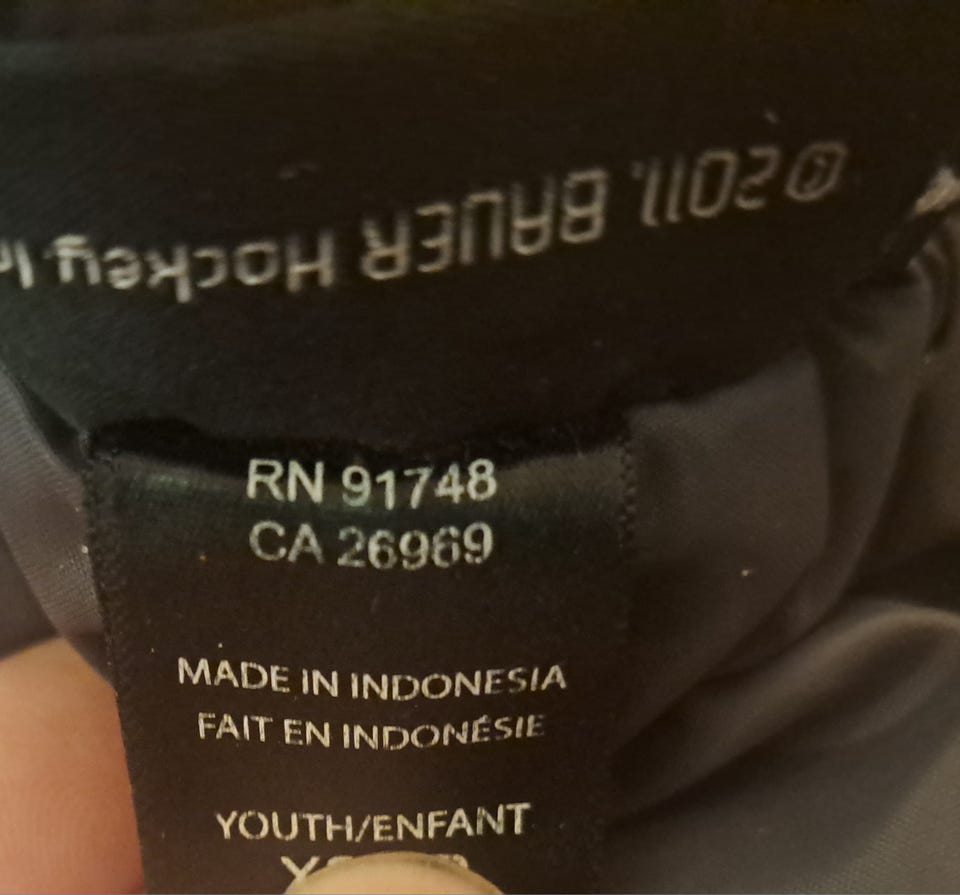 ©2011. BAUER Hockey
RN 91748
CA 26969
MADE IN INDONESIA
FAIT EN INDONÉSIE
YOUTH/ENFANT